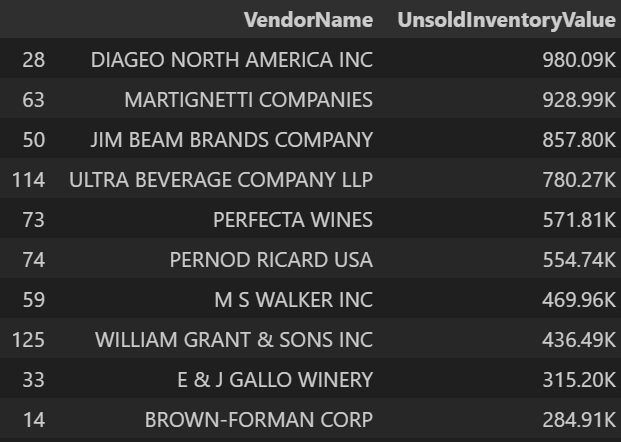 VendorName UnsoldInventoryValue
28 DIAGEO NORTH AMERICA INC 980.09K
63 MARTIGNETTI COMPANIES 928.99K
50 JIM BEAM BRANDS COMPANY 857.80K
114 ULTRA BEVERAGE COMPANY LLP 780.27K
73 PERFECTA WINES 571.81K
74 PERNOD RICARD USA 554.74K
59 M S WALKER INC 469.96K
125 WILLIAM GRANT & SONS INC 436.49K
33 E & J GALLO WINERY 315.20K
14 BROWN-FORMAN CORP 284.91K